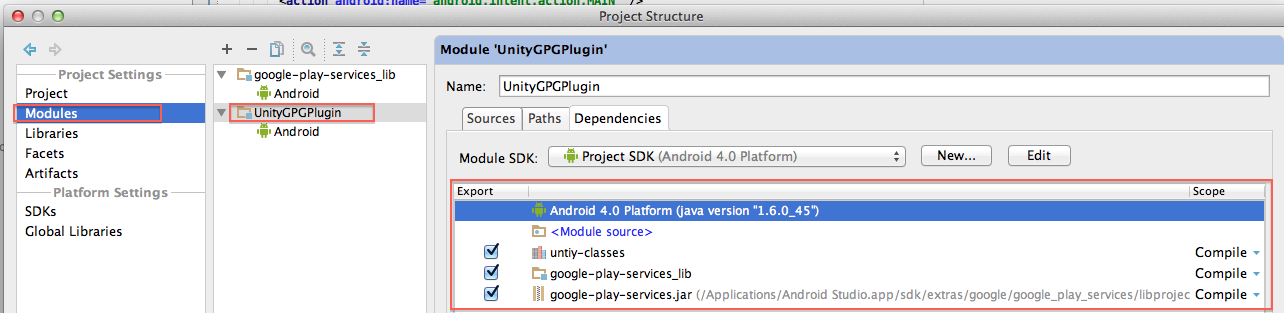 <action android:name="android.intent.action.MAIN" />
Project Structure
Project Settings
Project
Modules
Libraries
Facets
Artifacts
Platform Settings
SDKs
Global Libraries
google-play-services_lib
Android
UnityGPGPlugin
Android
Module 'UnityGPGPlugin'
Name: UnityGPGPlugin
Sources Paths Dependencies
Module SDK: Project SDK (Android 4.0 Platform) New... Edit
Export Scope
Android 4.0 Platform (java version "1.6.0_45")
<Module source>
untiy-classes Compile
google-play-services_lib Compile
google-play-services.jar (/Applications/Android Studio.app/sdk/extras/google/google_play_services/libprojec Compile